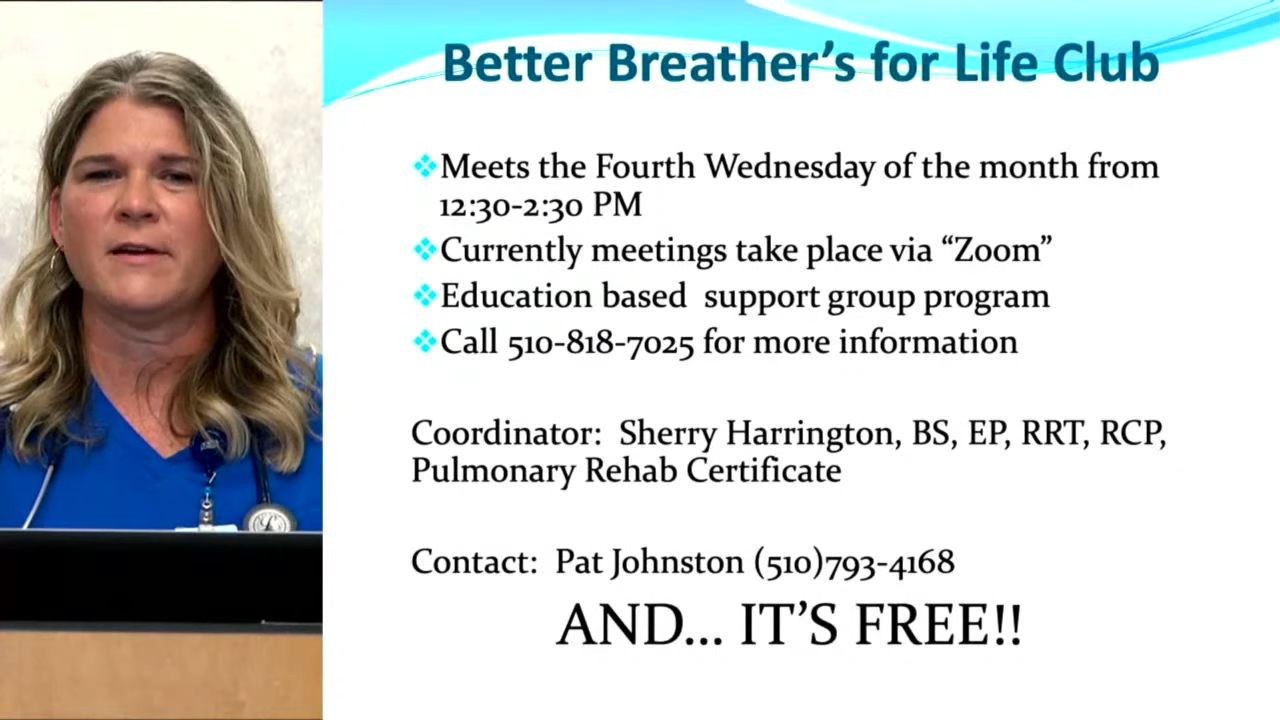 Better Breather’s for Life Club
Meets the Fourth Wednesday of the month from
12:30-2:30 PM
Currently meetings take place via “Zoom”
Education based  support group program
Call 510-818-7025 for more information
Coordinator:  Sherry Harrington, BS, EP, RRT, RCP,
Pulmonary Rehab Certificate
Contact:  Pat Johnston (510)793-4168
AND... IT’S FREE!!